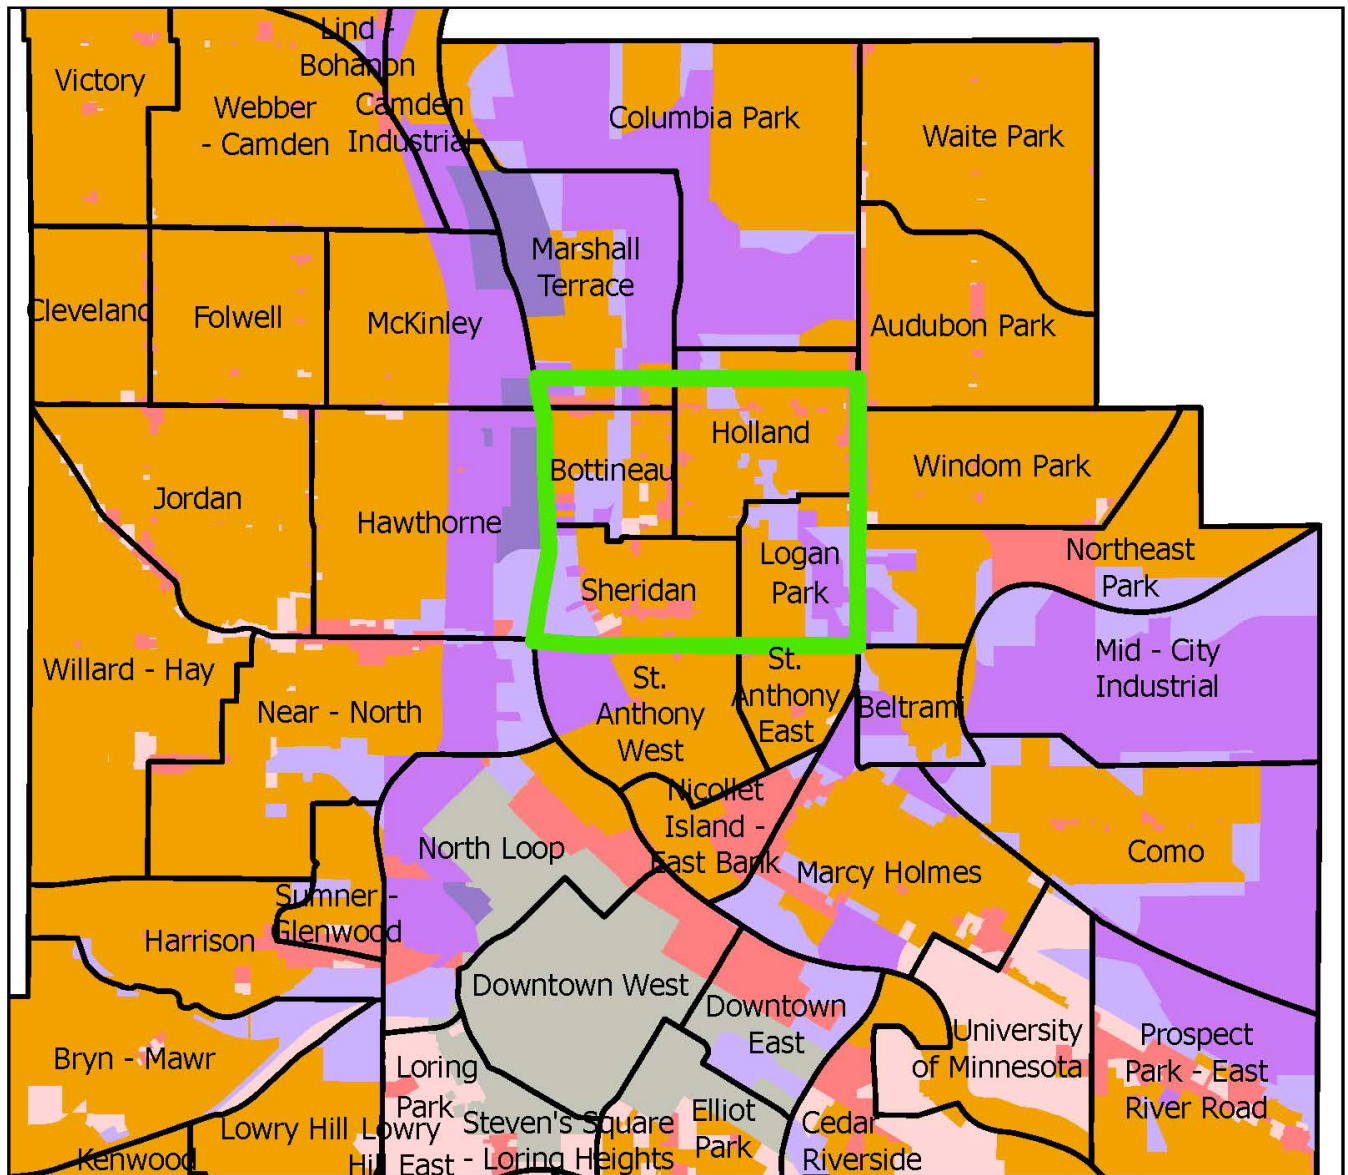 Lind -
Bohanon
Victory
Webber
- Camden
Camden
Industrial
Columbia Park
Waite Park
Marshall
Terrace
Cleveland
Folwell
McKinley
Audubon Park
Holland
Bottineau
Windom Park
Jordan
Hawthorne
Logan
Park
Northeast
Park
Sheridan
Willard - Hay
Near - North
St.
Anthony
West
St.
Anthony
East
Beltrami
Mid - City
Industrial
Nicollet
Island -
East Bank
North Loop
Marcy Holmes
Como
Sumner -
Glenwood
Harrison
Downtown West
Downtown
East
University
of Minnesota
Prospect
Park - East
River Road
Bryn - Mawr
Loring
Park
Steven's Square
- Loring Heights
Elliot
Park
Cedar
Riverside
Lowry Hill
Lowry
Hill East
Kenwood